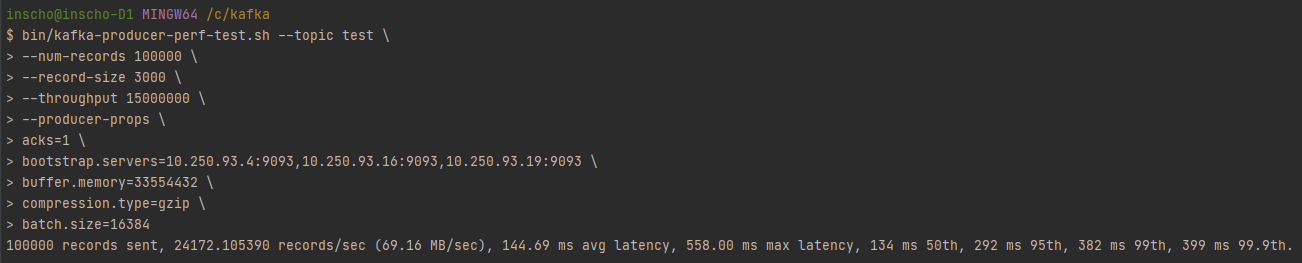 inscho@inscho-D1 MINGW64 /c/kafka
$ bin/kafka-producer-perf-test.sh --topic test \
> --num-records 100000 \
> --record-size 3000 \
> --throughput 15000000 \
> --producer-props \
> acks=1 \
> bootstrap.servers=10.250.93.4:9093,10.250.93.16:9093,10.250.93.19:9093 \
> buffer.memory=33554432 \
> compression.type=gzip \
> batch.size=16384
100000 records sent, 24172.105390 records/sec (69.16 MB/sec), 144.69 ms avg latency, 558.00 ms max latency, 134 ms 50th, 292 ms 95th, 382 ms 99th, 399 ms 99.9th.